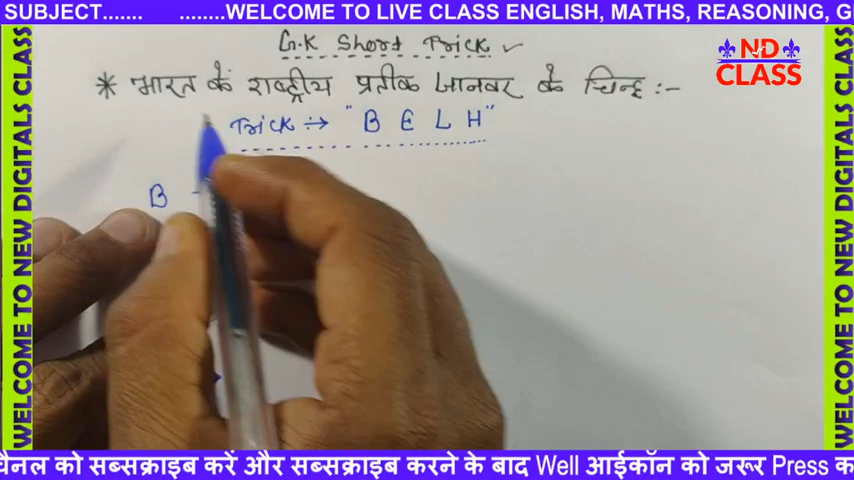 SUBJECT....... .......WELCOME TO LIVE CLASS ENGLISH, MATHS, REASONING, G
G.K Short Trick ✓
ND
CLASS
* भारत के राष्ट्रीय प्रतीक जानवर के चिन्ह :-
Trick :→ "B E L H"
B -
WELCOME TO NEW DIGITALS CLASS
WELCOME TO NEW DIGITALS CLASS
चैनल को सब्सक्राइब करें और सब्सक्राइब करने के बाद Well आईकॉन को जरूर Press क